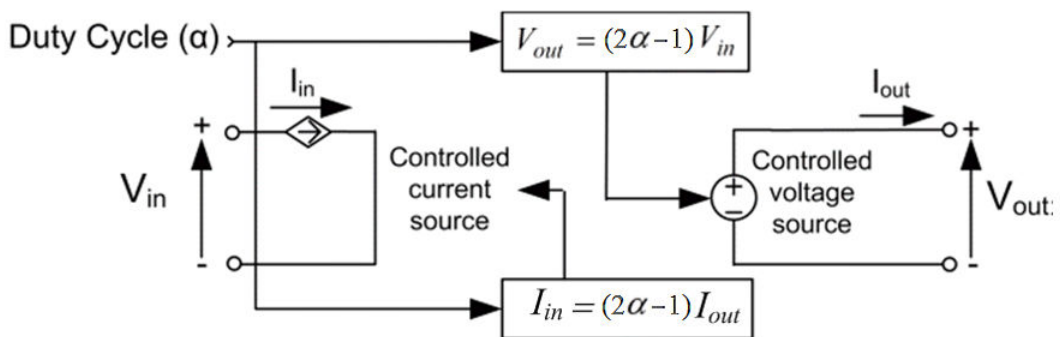 Duty Cycle (α)
V_out = (2α−1) V_in
I_in
I_out
+
+
+
V_in
Controlled
current
source
Controlled
voltage
source
V_out:
−
-
-
I_in = (2α−1) I_out